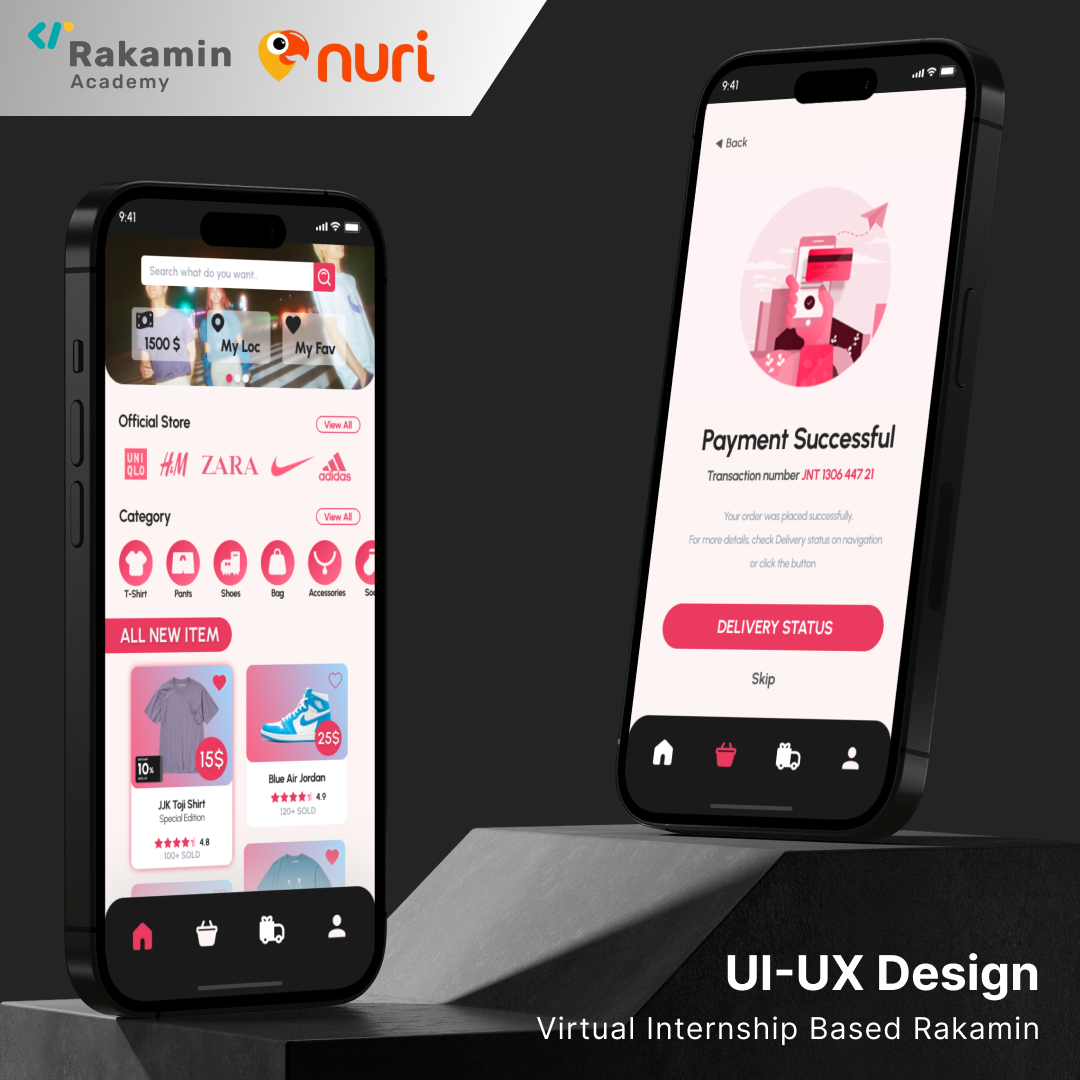 Rakamin
Academy
nuri
9:41
Search what do you want..
1500 $
My Loc
My Fav
Official Store
View All
UNI
QLO
H&M
ZARA
adidas
Category
View All
T-Shirt
Pants
Shoes
Bag
Accessories
Soc
ALL NEW ITEM
10%
15$
JJK Toji Shirt
Special Edition
4.8
100+ SOLD
25$
Blue Air Jordan
4.9
120+ SOLD
9:41
Back
Payment Successful
Transaction number JNT 1306 447 21
Your order was placed successfully.
For more details, check Delivery status on navigation
or click the button
DELIVERY STATUS
Skip
UI-UX Design
Virtual Internship Based Rakamin